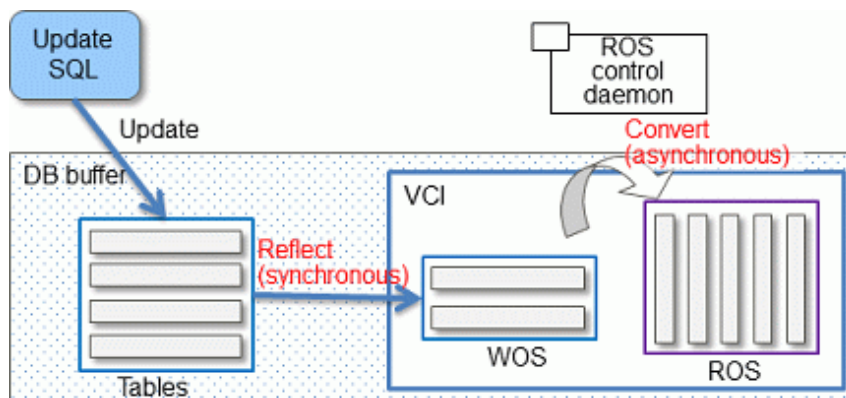 Update
SQL
ROS
control
daemon
Update
Convert
(asynchronous)
DB buffer
VCI
Reflect
(synchronous)
WOS
ROS
Tables